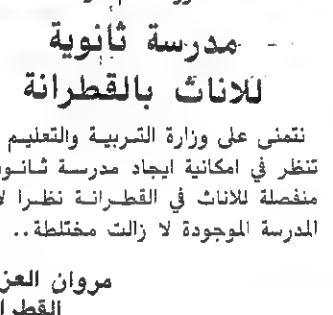 مدرسة ثانوية
للاناث بالقطرانة
نتمنى على وزارة التربية والتعليم
تنظر في امكانية ايجاد مدرسة
منفصلة للاناث في القطرانة نظرا
المدرسة الموجودة لا زالت مختلطة..
مروان